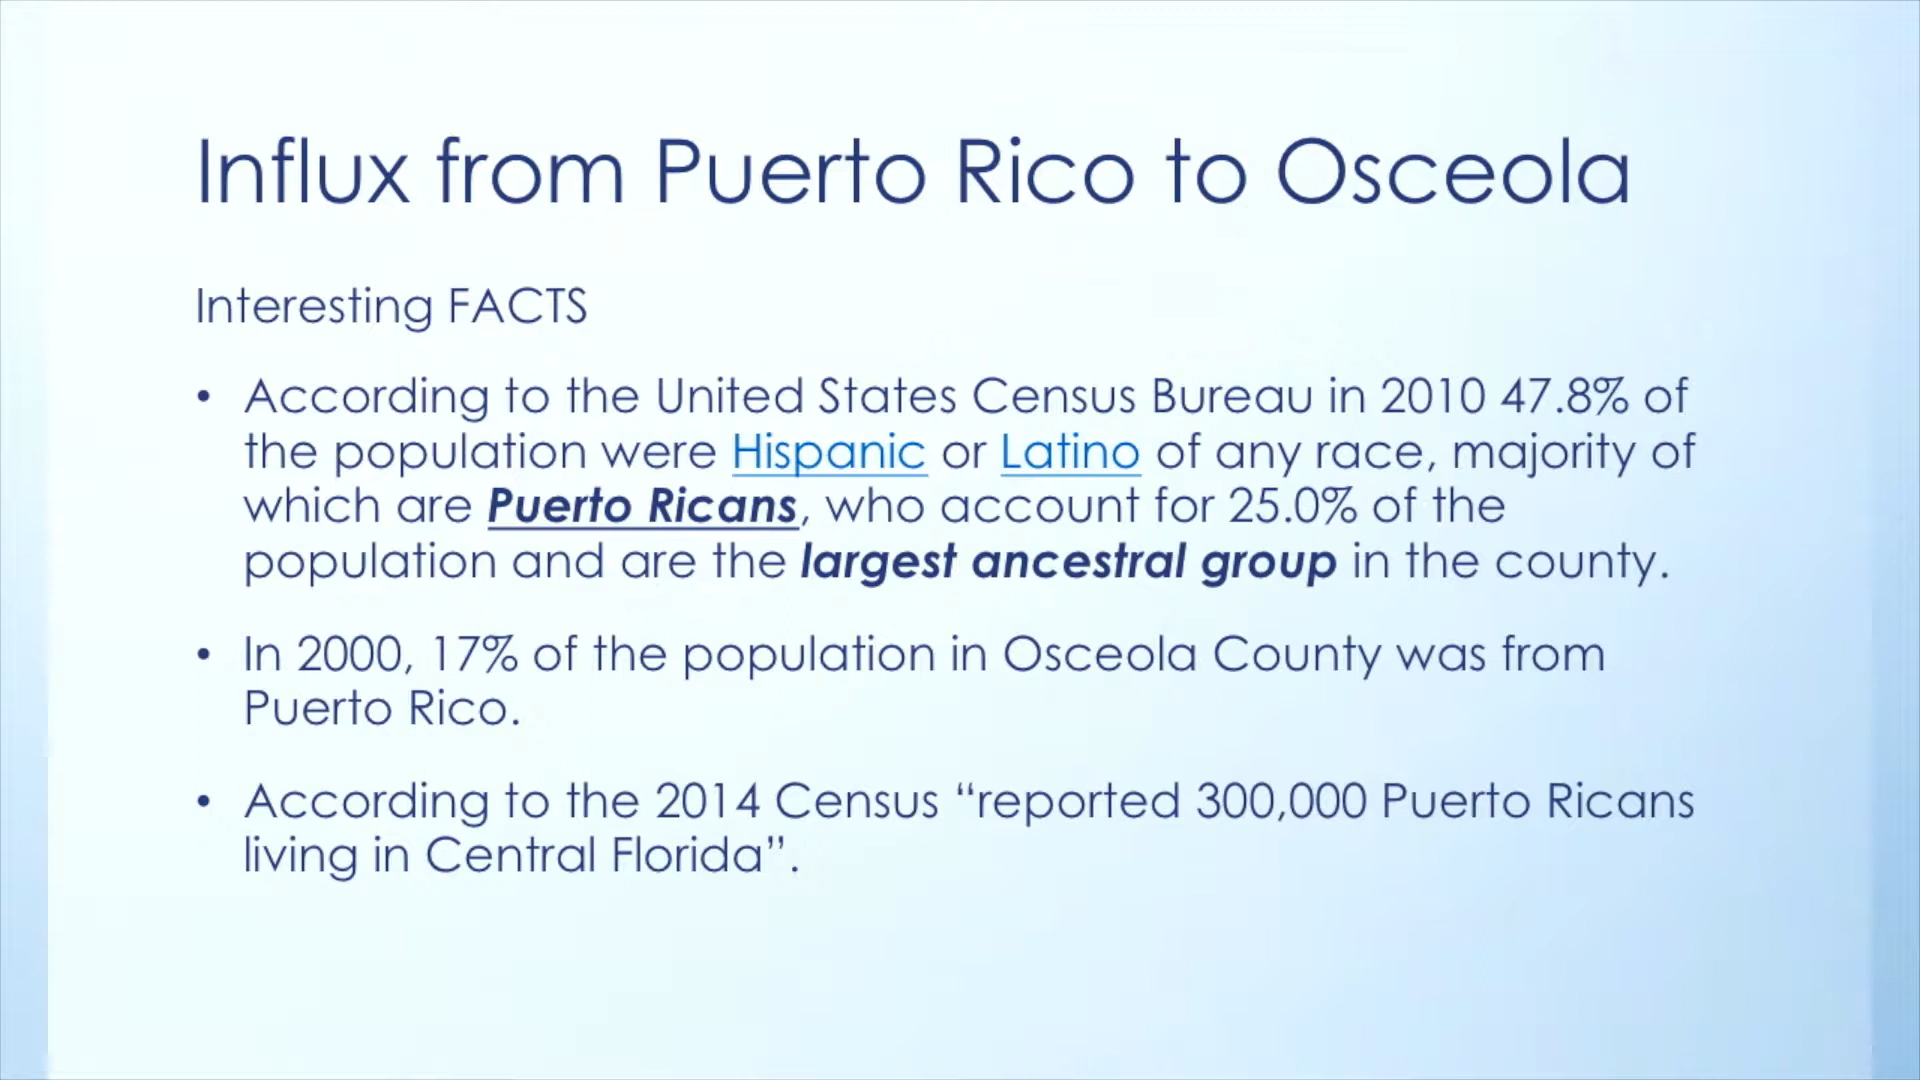 Influx from Puerto Rico to Osceola
Interesting FACTS
• According to the United States Census Bureau in 2010 47.8% of
the population were Hispanic or Latino of any race, majority of
which are Puerto Ricans, who account for 25.0% of the
population and are the largest ancestral group in the county.
• In 2000, 17% of the population in Osceola County was from
Puerto Rico.
• According to the 2014 Census “reported 300,000 Puerto Ricans
living in Central Florida”.